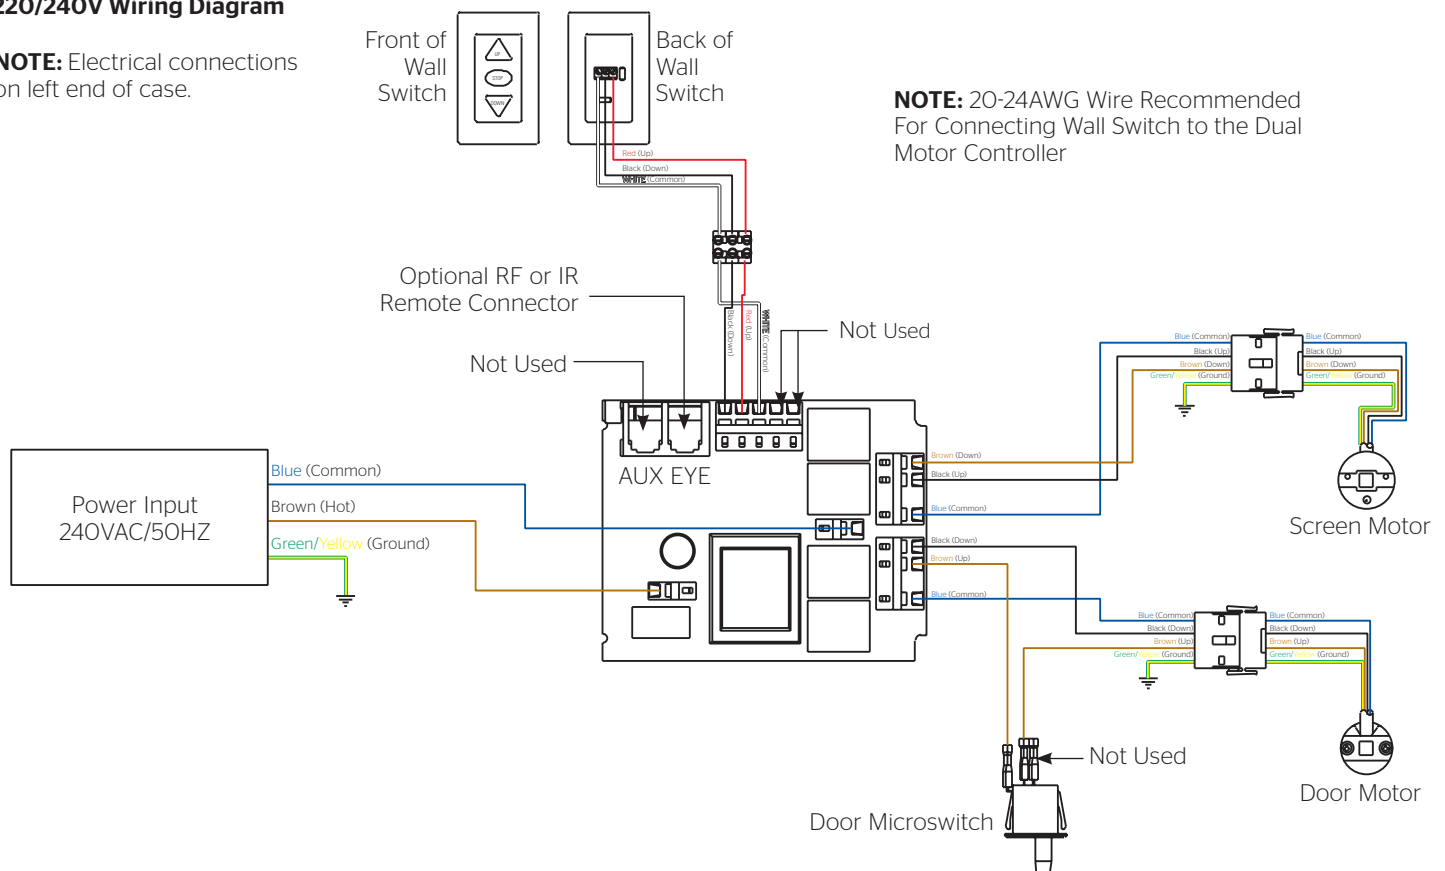 220/240V Wiring Diagram
NOTE: Electrical connections
on left end of case.
Front of
Wall
Switch
UP
STOP
DOWN
Back of
Wall
Switch
NOTE: 20-24AWG Wire Recommended
For Connecting Wall Switch to the Dual
Motor Controller
Red (Up)
Black (Down)
WHITE (Common)
Optional RF or IR
Remote Connector
Not Used
Black (Down)
Red (Up)
WHITE (Common)
Not Used
AUX EYE
Power Input
240VAC/50HZ
Blue (Common)
Brown (Hot)
Green/Yellow (Ground)
Brown (Down)
Black (Up)
Blue (Common)
Black (Down)
Brown (Up)
Blue (Common)
Blue (Common)
Black (Up)
Brown (Down)
Green/Yellow (Ground)
Blue (Common)
Black (Up)
Brown (Down)
Green/Yellow (Ground)
Screen Motor
Blue (Common)
Black (Down)
Brown (Up)
Green/Yellow (Ground)
Blue (Common)
Black (Down)
Brown (Up)
Green/Yellow (Ground)
Door Motor
Not Used
Door Microswitch